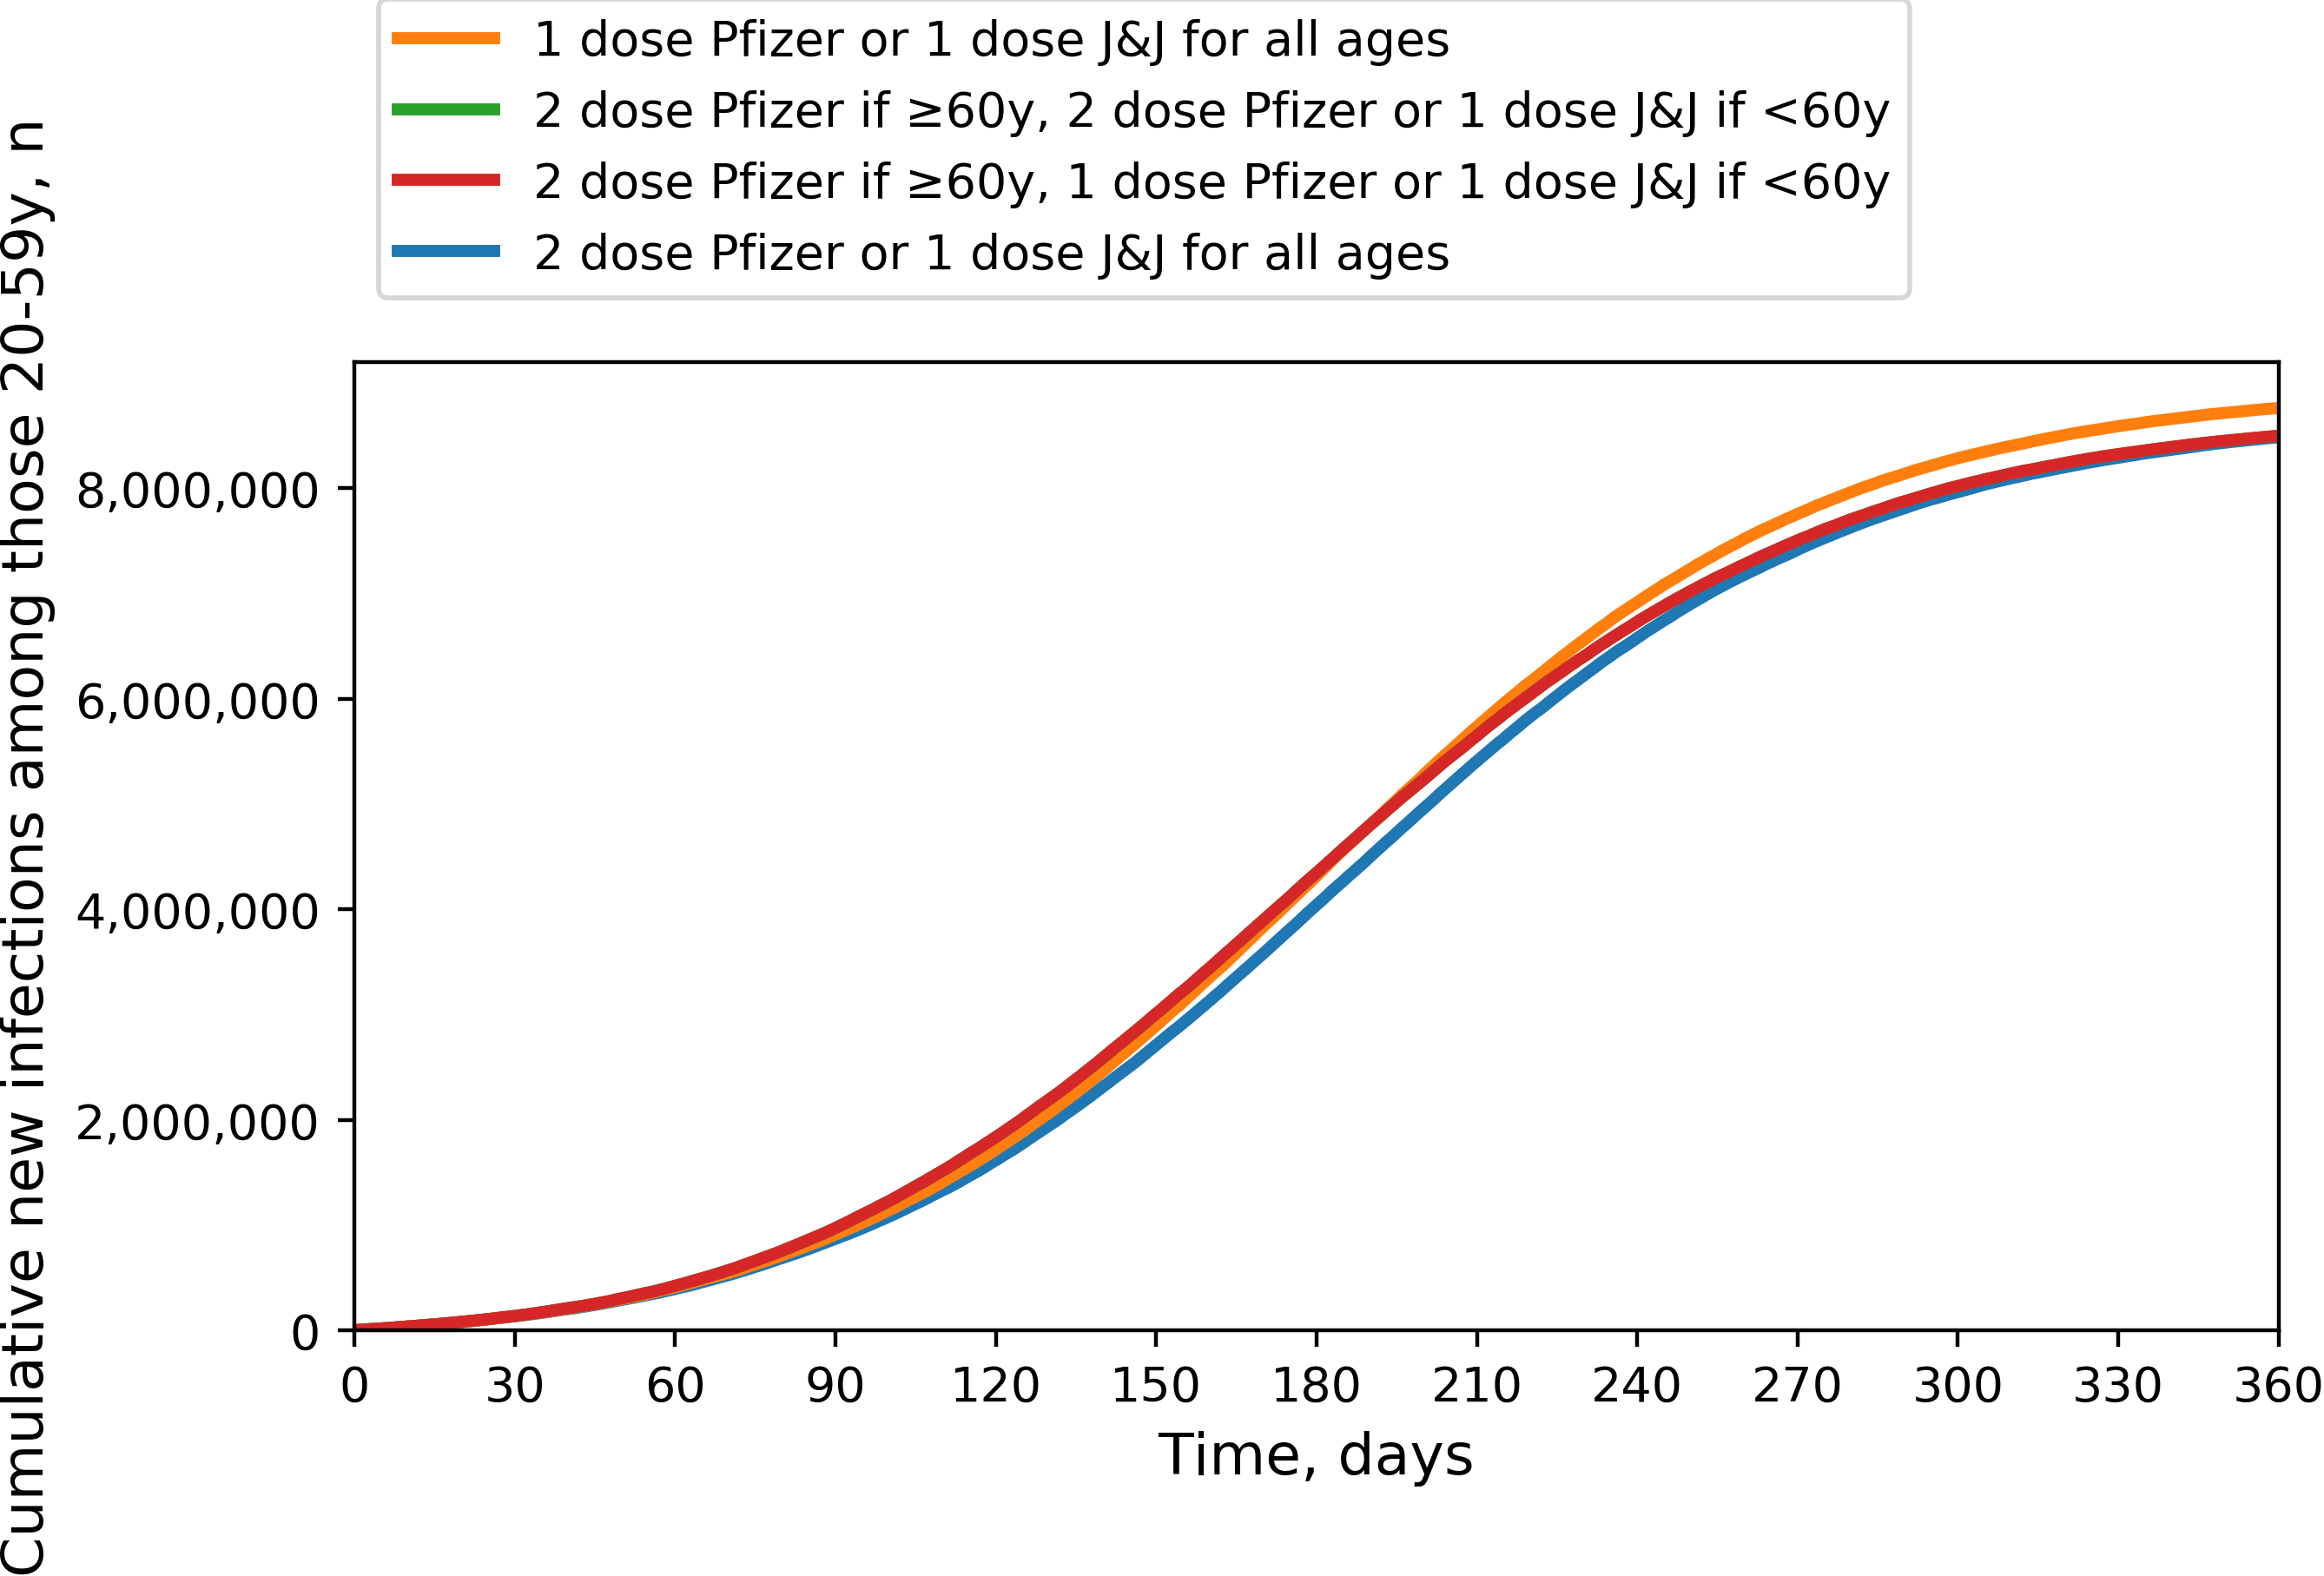 1 dose Pfizer or 1 dose J&J for all ages
2 dose Pfizer if ≥60y, 2 dose Pfizer or 1 dose J&J if <60y
2 dose Pfizer if ≥60y, 1 dose Pfizer or 1 dose J&J if <60y
2 dose Pfizer or 1 dose J&J for all ages
Cumulative new infections among those 20-59y, n
8,000,000
6,000,000
4,000,000
2,000,000
0
0 30 60 90 120 150 180 210 240 270 300 330 360
Time, days